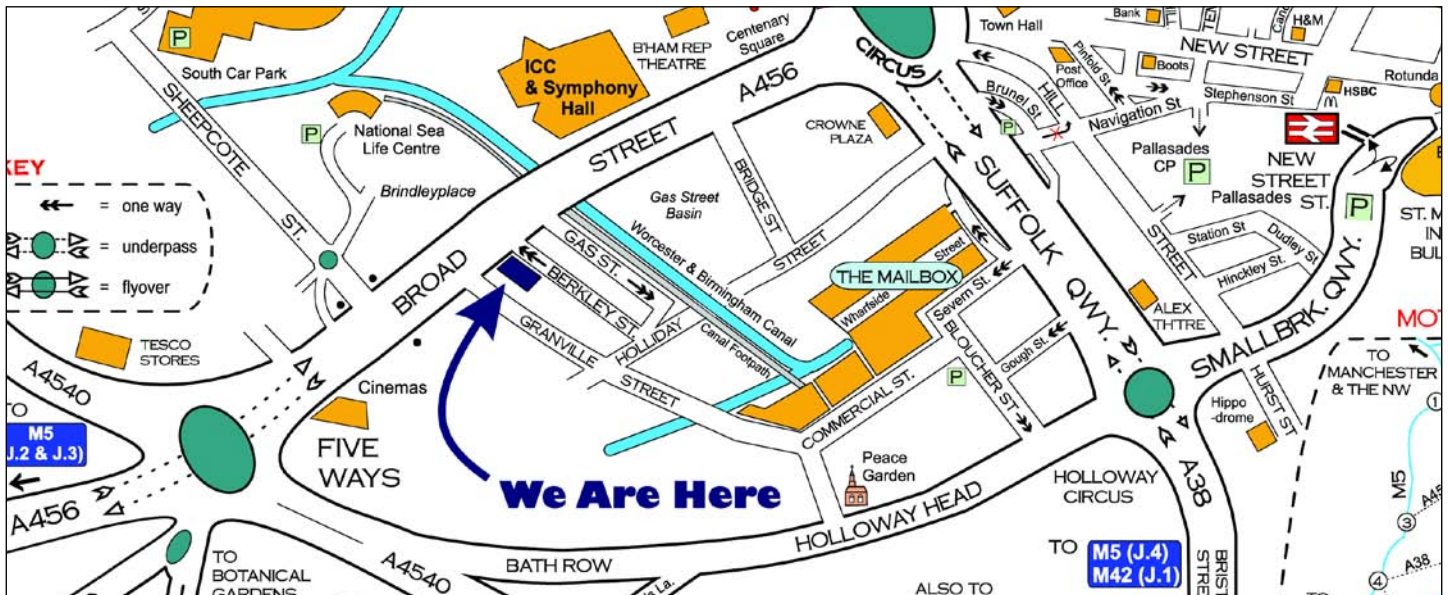 P
South Car Park
SHEEPCOTE
ST.
P
National Sea
Life Centre
Brindleyplace
ICC
& Symphony
Hall
B'HAM REP
THEATRE
Centenary
Square
A456
CIRCUS
BROAD
STREET
KEY
= one way
= underpass
= flyover
TESCO
STORES
A4540
TO
M5
J.2 & J.3)
A456
Cinemas
FIVE
WAYS
TO
BOTANICAL
GARDENS
A4540
BATH ROW
We Are Here
GAS ST.
BERKLEY ST.
GRANVILLE
STREET
HOLLIDAY
STREET
Gas Street
Basin
BRIDGE ST
Worcester & Birmingham Canal
Canal Footpath
CROWNE
PLAZA
THE MAILBOX
Wharfside
Street
Severn St.
BLOUCHER ST
Gough St.
P
COMMERCIAL ST.
Peace
Garden
HOLLOWAY HEAD
HOLLOWAY
CIRCUS
SUFFOLK
QWY.
A38
TO
M5 (J.4)
M42 (J.1)
ALSO TO
Town Hall
Post
Office
Pinfold St
HILL
Brunel St
P
Navigation St
STREET
Bank
Boots
H&M
NEW STREET
Rotunda
HSBC
Stephenson St
Pallasades
CP
P
NEW
STREET
ST.
Pallasades
P
Station St
Dudley St
Hinckley St.
ALEX
THTRE
SMALLBRK. QWY.
HURST ST
Hippo
-drome
TO
MANCHESTER
& THE NW
1
M5
3
A38
4